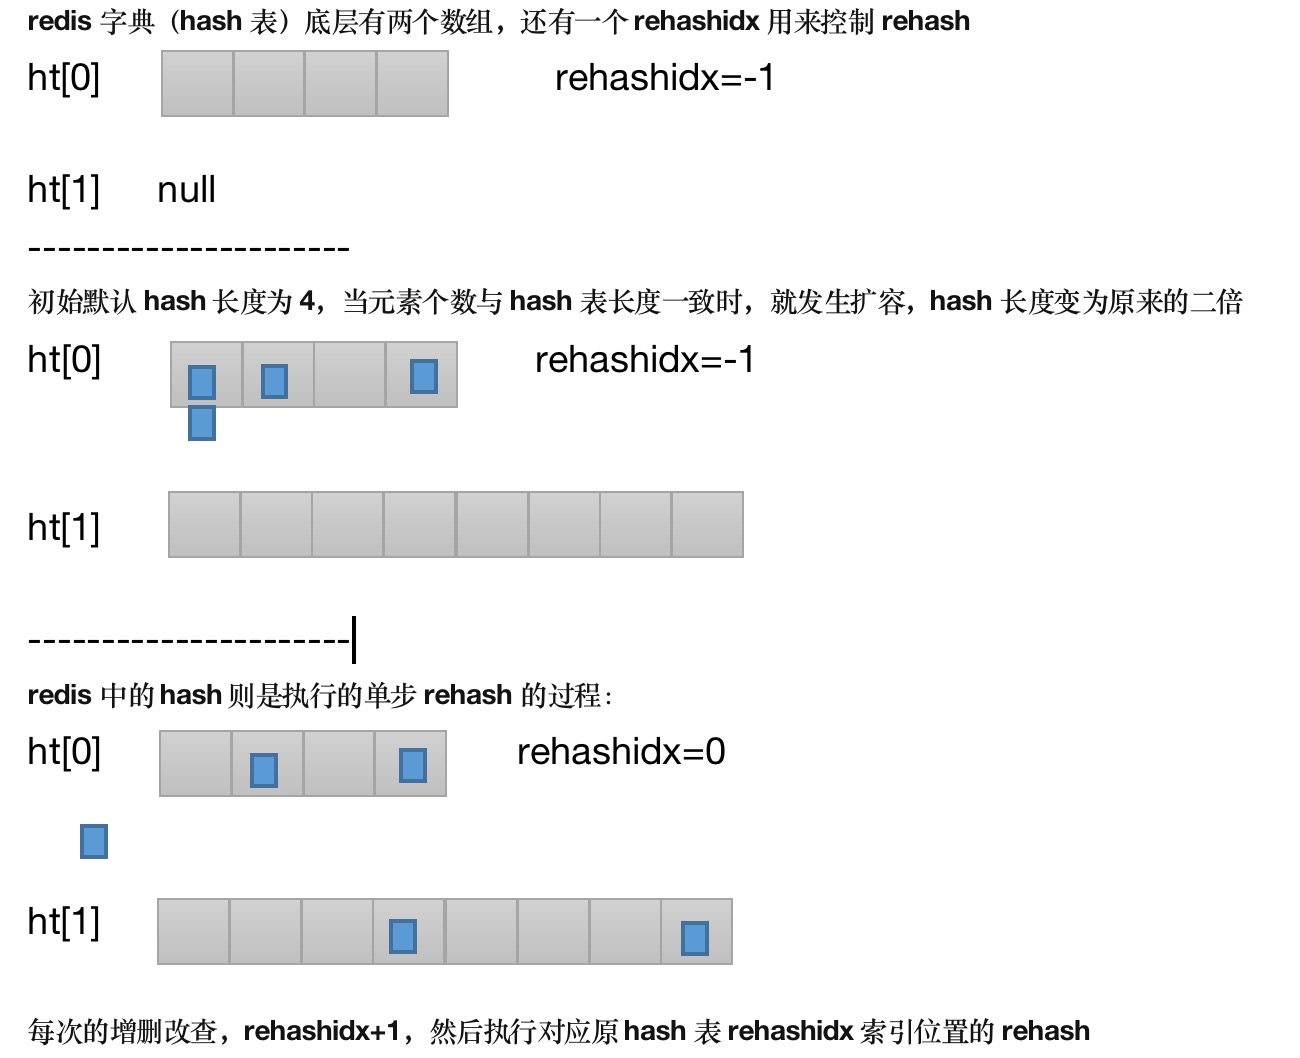 redis 字典（hash 表）底层有两个数组，还有一个 rehashidx 用来控制 rehash
ht[0] rehashidx=-1
ht[1] null
----------------------
初始默认 hash 长度为 4，当元素个数与 hash 表长度一致时，就发生扩容，hash 长度变为原来的二倍
ht[0] rehashidx=-1
ht[1]
----------------------
redis 中的 hash 则是执行的单步 rehash 的过程：
ht[0] rehashidx=0
ht[1]
每次的增删改查，rehashidx+1，然后执行对应原 hash 表 rehashidx 索引位置的 rehash